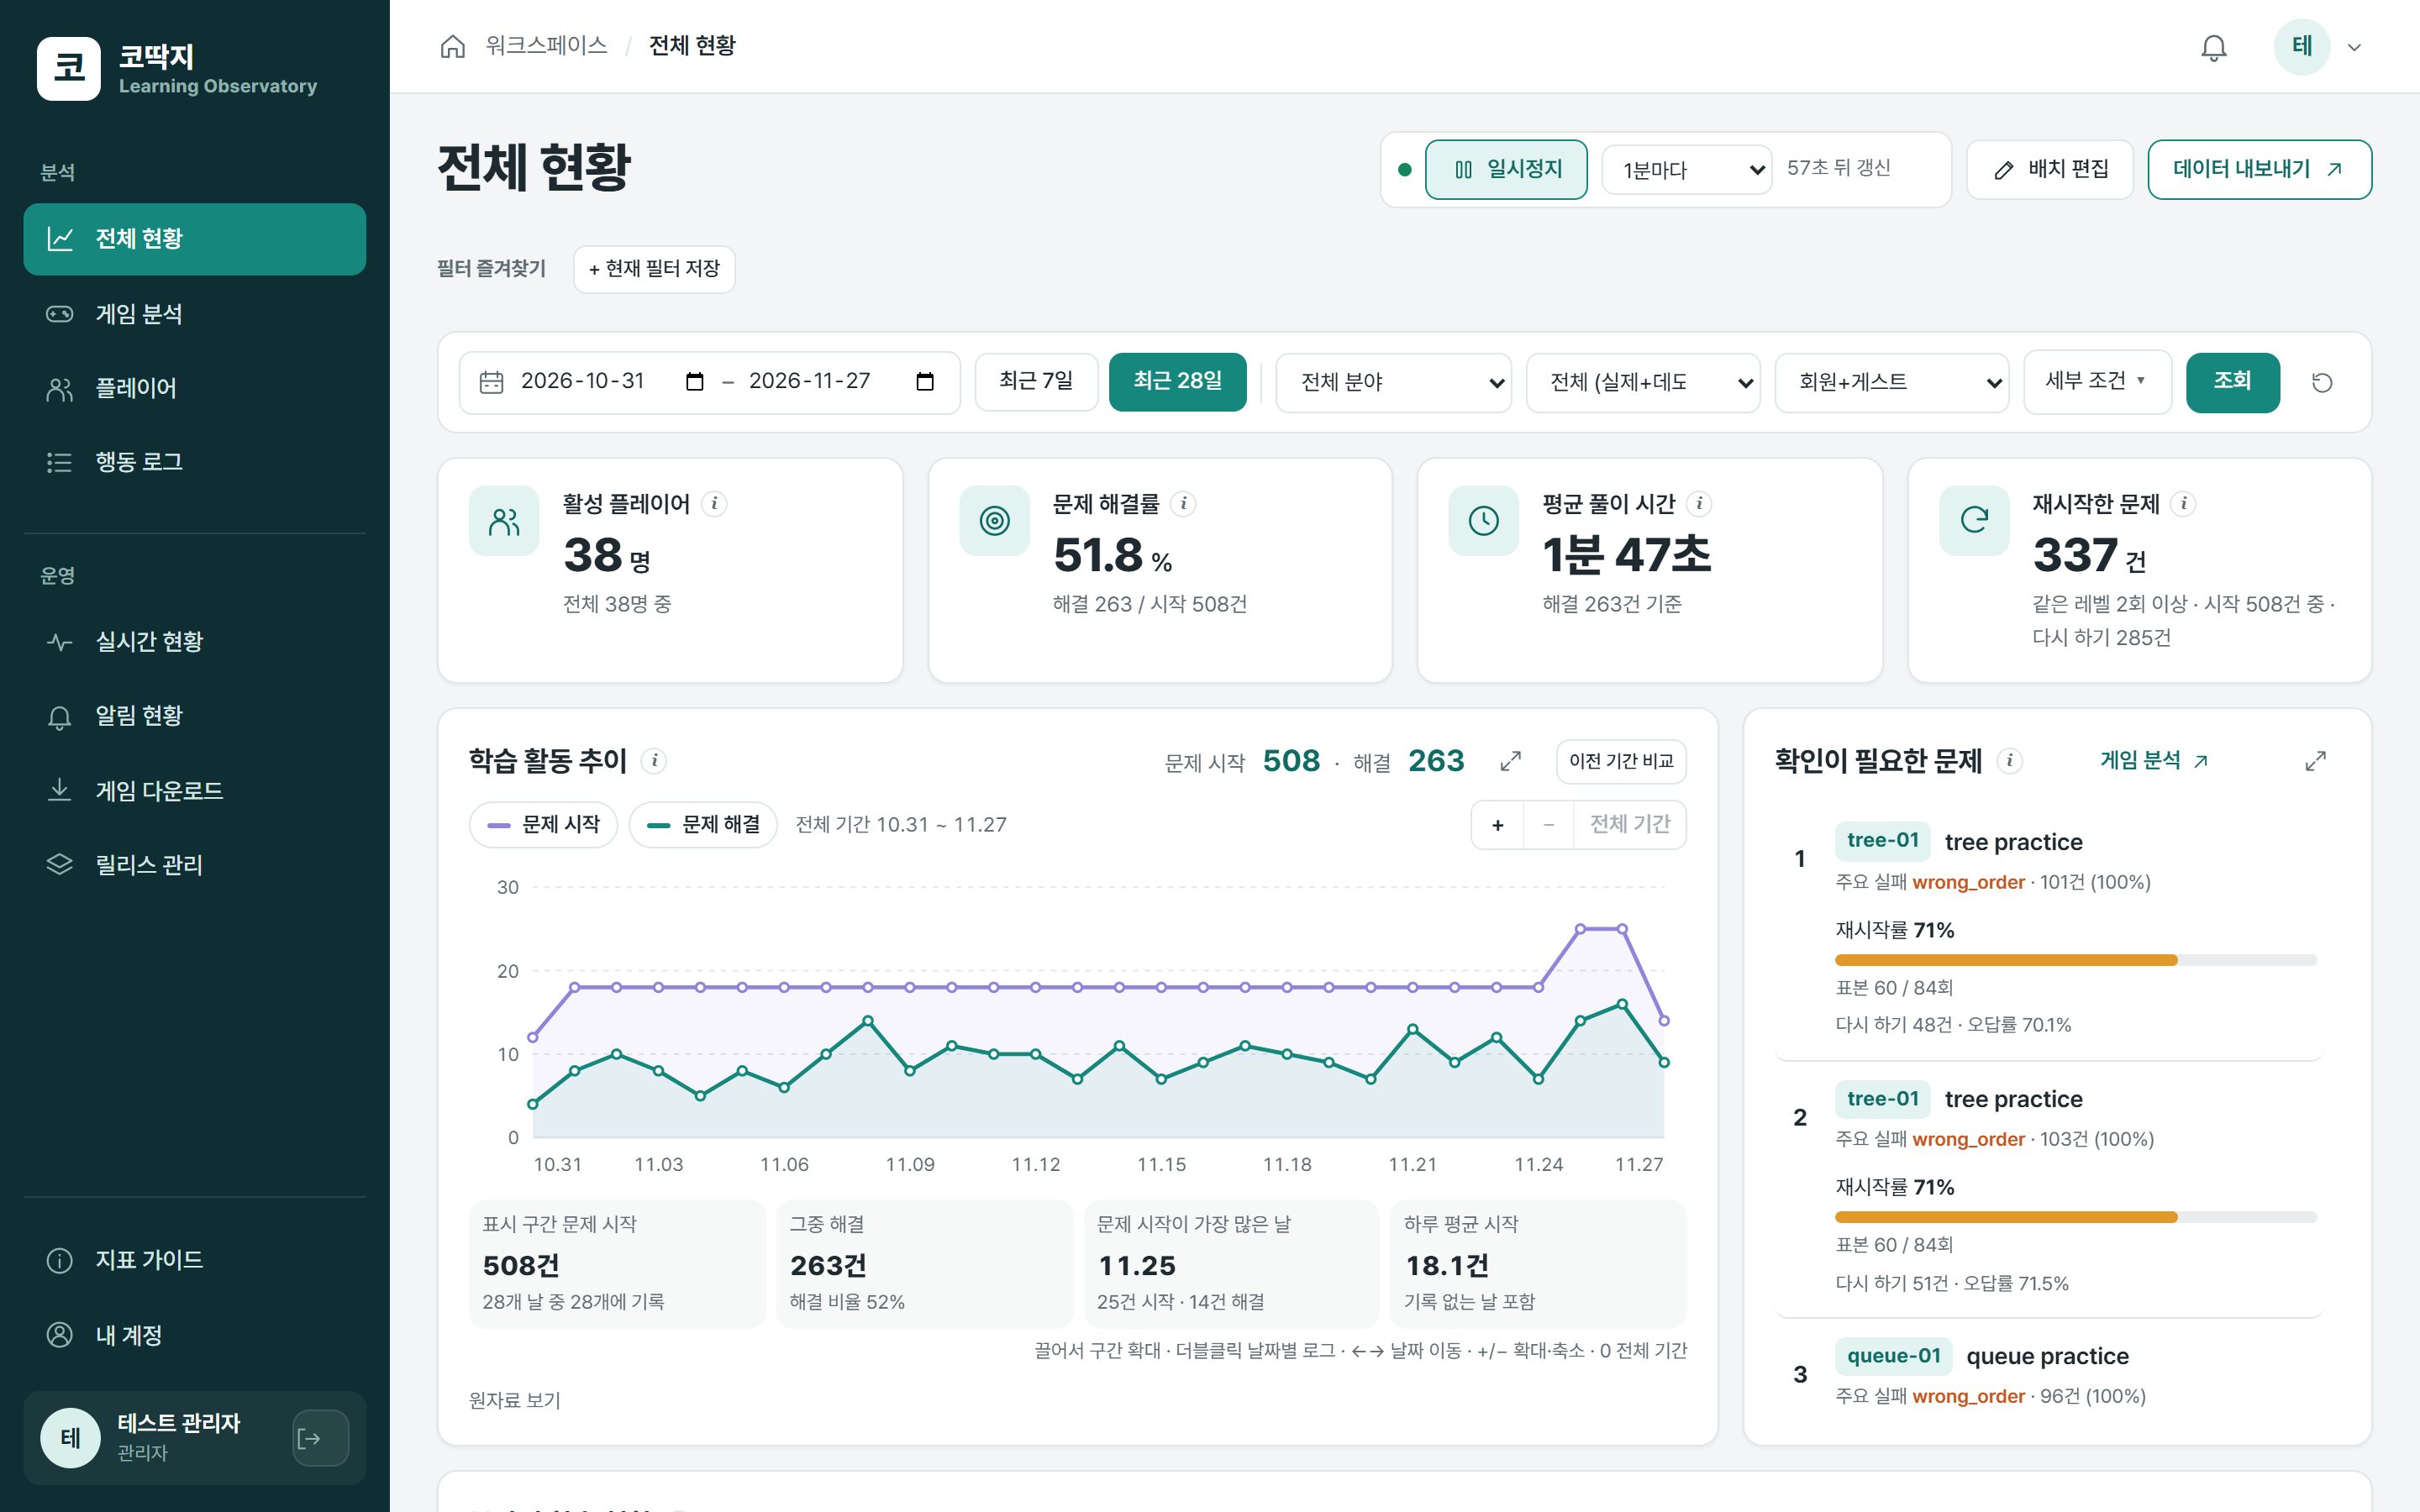 코
코딱지
Learning Observatory
분석
전체 현황
게임 분석
플레이어
행동 로그
운영
실시간 현황
알림 현황
게임 다운로드
릴리스 관리
지표 가이드
내 계정
테
테스트 관리자
관리자
워크스페이스 / 전체 현황
테
전체 현황
일시정지
1분마다
57초 뒤 갱신
배치 편집
데이터 내보내기
필터 즐겨찾기
+ 현재 필터 저장
2026-10-31 – 2026-11-27
최근 7일
최근 28일
전체 분야
전체 (실제+데모
회원+게스트
세부 조건
조회
활성 플레이어
38 명
전체 38명 중
문제 해결률
51.8 %
해결 263 / 시작 508건
평균 풀이 시간
1분 47초
해결 263건 기준
재시작한 문제
337 건
같은 레벨 2회 이상 · 시작 508건 중 ·
다시 하기 285건
학습 활동 추이
문제 시작 508 · 해결 263
이전 기간 비교
문제 시작
문제 해결
전체 기간 10.31 ~ 11.27
+ − 전체 기간
30
20
10
0
10.31 11.03 11.06 11.09 11.12 11.15 11.18 11.21 11.24 11.27
표시 구간 문제 시작
508건
28개 날 중 28개에 기록
그중 해결
263건
해결 비율 52%
문제 시작이 가장 많은 날
11.25
25건 시작 · 14건 해결
하루 평균 시작
18.1건
기록 없는 날 포함
끌어서 구간 확대 · 더블클릭 날짜별 로그 · ←→ 날짜 이동 · +/− 확대·축소 · 0 전체 기간
원자료 보기
확인이 필요한 문제
게임 분석
1
tree-01 tree practice
주요 실패 wrong_order · 101건 (100%)
재시작률 71%
표본 60 / 84회
다시 하기 48건 · 오답률 70.1%
2
tree-01 tree practice
주요 실패 wrong_order · 103건 (100%)
재시작률 71%
표본 60 / 84회
다시 하기 51건 · 오답률 71.5%
3
queue-01 queue practice
주요 실패 wrong_order · 96건 (100%)